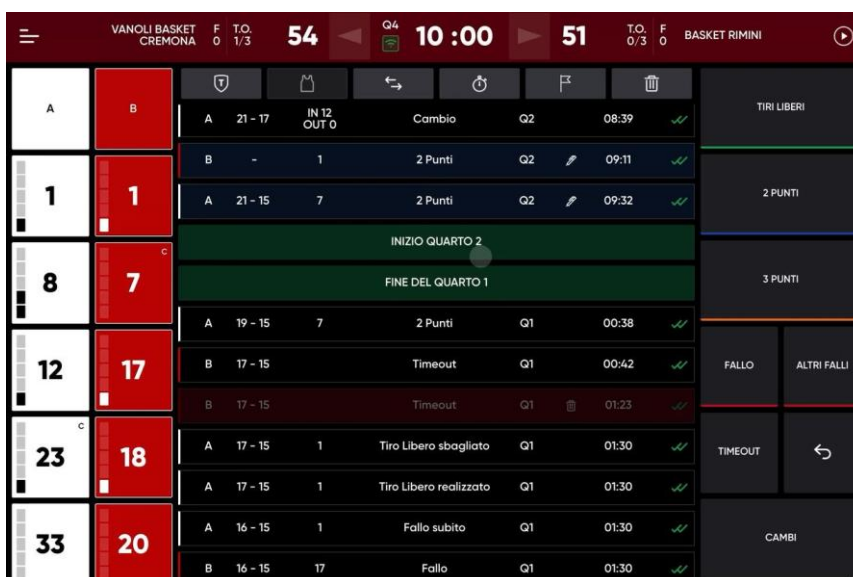 VANOLI BASKET CREMONA F 0 T.O. 1/3 54 Q4 10 :00 51 T.O. 0/3 F 0 BASKET RIMINI
A B
T
A 21 - 17 IN 12 OUT 0 Cambio Q2 08:39
B - 1 2 Punti Q2 09:11
A 21 - 15 7 2 Punti Q2 09:32
INIZIO QUARTO 2
FINE DEL QUARTO 1
A 19 - 15 7 2 Punti Q1 00:38
B 17 - 15 Timeout Q1 00:42
B 17 - 15 Timeout Q1 01:23
A 17 - 15 1 Tiro Libero sbagliato Q1 01:30
A 17 - 15 1 Tiro Libero realizzato Q1 01:30
A 16 - 15 1 Fallo subito Q1 01:30
B 16 - 15 17 Fallo Q1 01:30
1 1
8 C 7
12 17
C 23 18
33 20
TIRI LIBERI
2 PUNTI
3 PUNTI
FALLO ALTRI FALLI
TIMEOUT
CAMBI